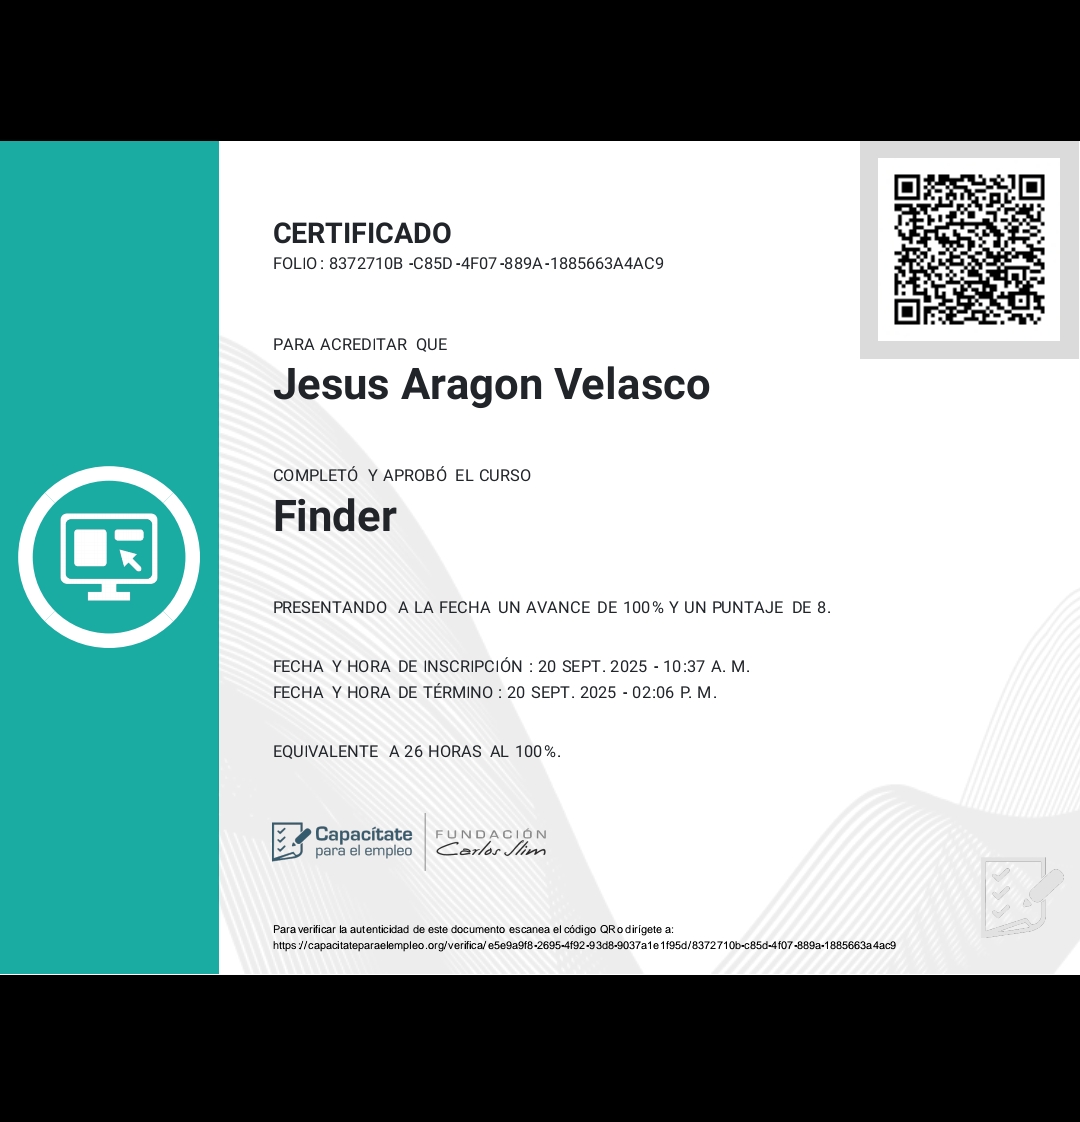 CERTIFICADO
FOLIO : 8372710B -C85D -4F07 -889A -1885663A4AC9
PARA ACREDITAR QUE
Jesus Aragon Velasco
COMPLETÓ Y APROBÓ EL CURSO
Finder
PRESENTANDO A LA FECHA UN AVANCE DE 100% Y UN PUNTAJE DE 8.
FECHA Y HORA DE INSCRIPCIÓN : 20 SEPT. 2025 - 10:37 A. M.
FECHA Y HORA DE TÉRMINO : 20 SEPT. 2025 - 02:06 P. M.
EQUIVALENTE A 26 HORAS AL 100%.
Capacítate
para el empleo
FUNDACIÓN
Carlos Slim
Para verificar la autenticidad de este documento escanea el código QR o dirígete a:
https://capacitateparaelempleo.org/verifica/e5e9a9f8-2695-4f92-93d8-9037a1e1f95d/8372710b-c85d-4f07-889a-1885663a4ac9